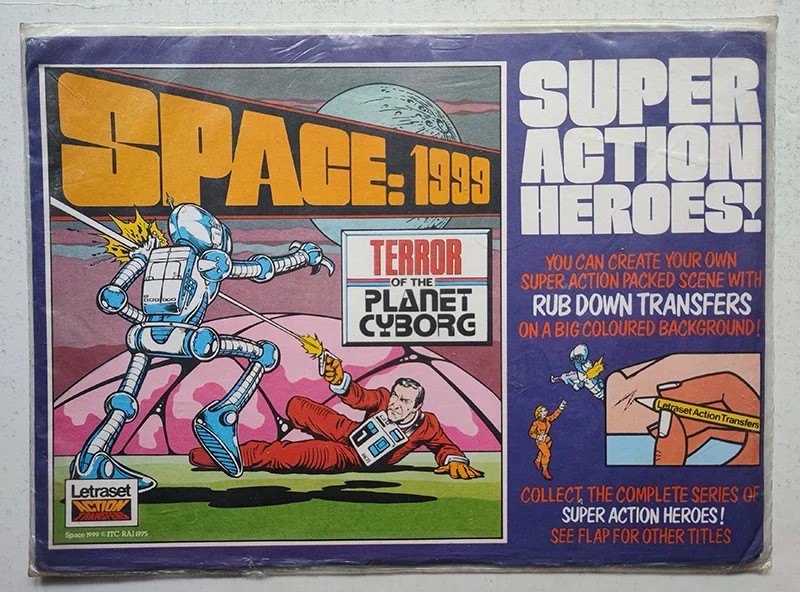 SPACE: 1999
TERROR
OF THE
PLANET
CYBORG
Letraset
ACTION
TRANSFERS
Space 1999 © ITC RAI 1975
SUPER
ACTION
HEROES!
YOU CAN CREATE YOUR OWN
SUPER ACTION PACKED SCENE WITH
RUB DOWN TRANSFERS
ON A BIG COLOURED BACKGROUND!
Letraset Action Transfers
COLLECT THE COMPLETE SERIES OF
SUPER ACTION HEROES!
SEE FLAP FOR OTHER TITLES